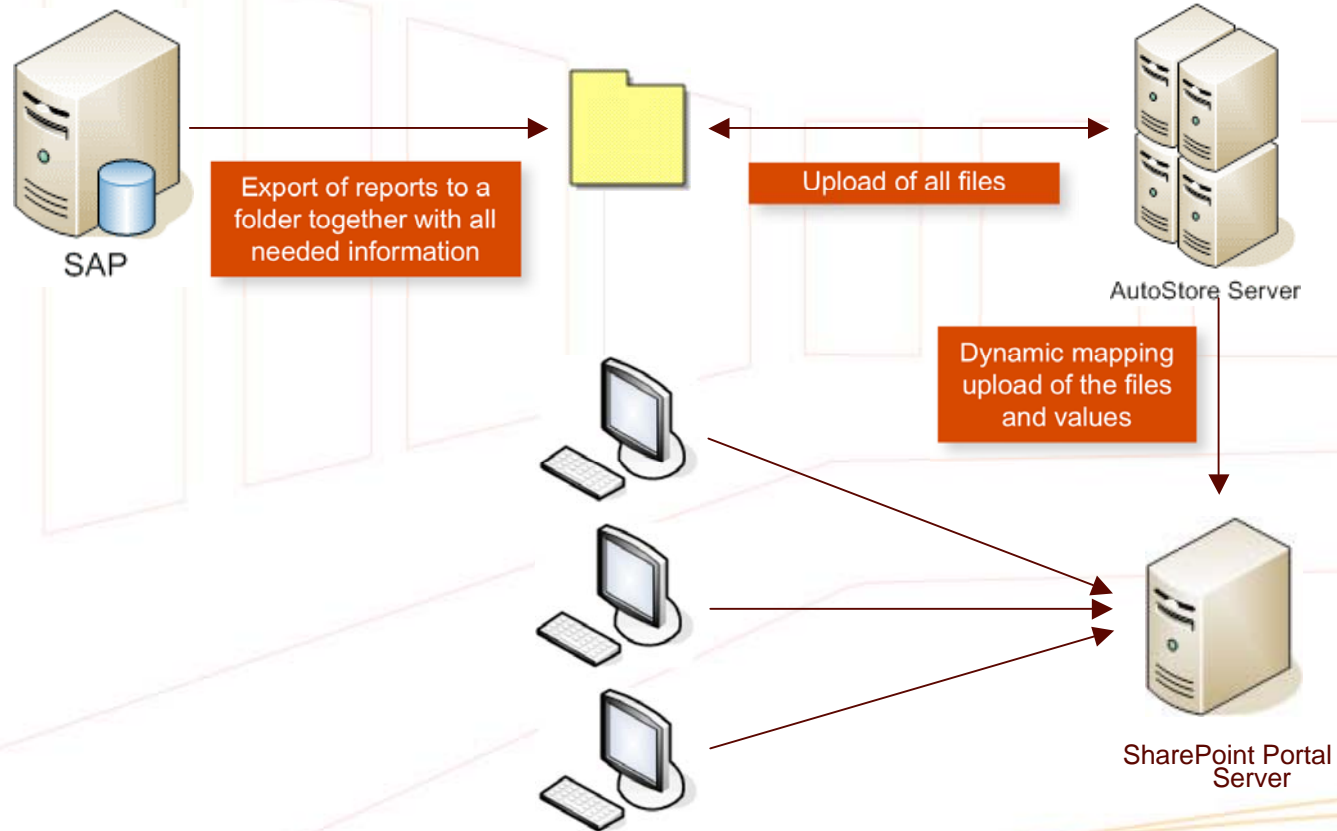 SAP
Export of reports to a
folder together with all
needed information
Upload of all files
AutoStore Server
Dynamic mapping
upload of the files
and values
SharePoint Portal
Server